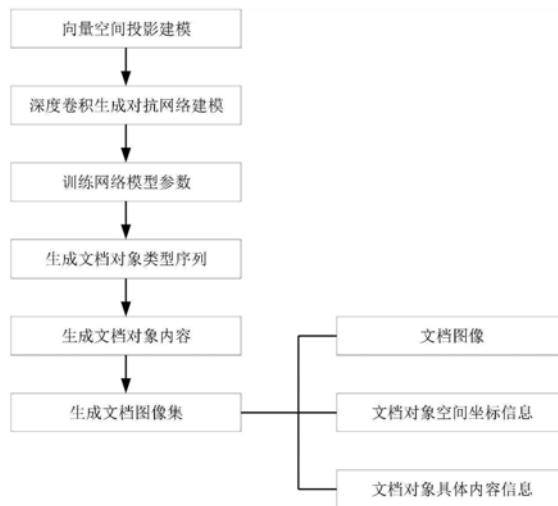 向量空间投影建模
深度卷积生成对抗网络建模
训练网络模型参数
生成文档对象类型序列
生成文档对象内容
生成文档图像集
文档图像
文档对象空间坐标信息
文档对象具体内容信息